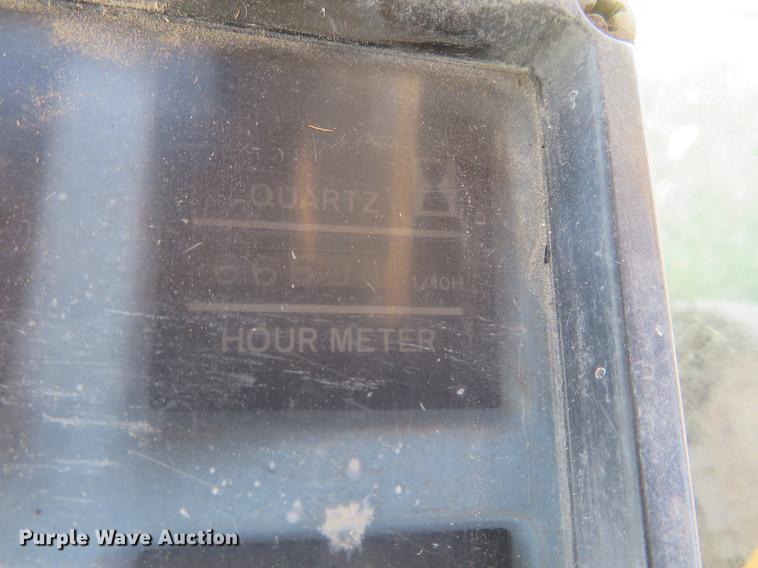 QUARTZ
1/10H
HOUR METER
Purple Wave Auction